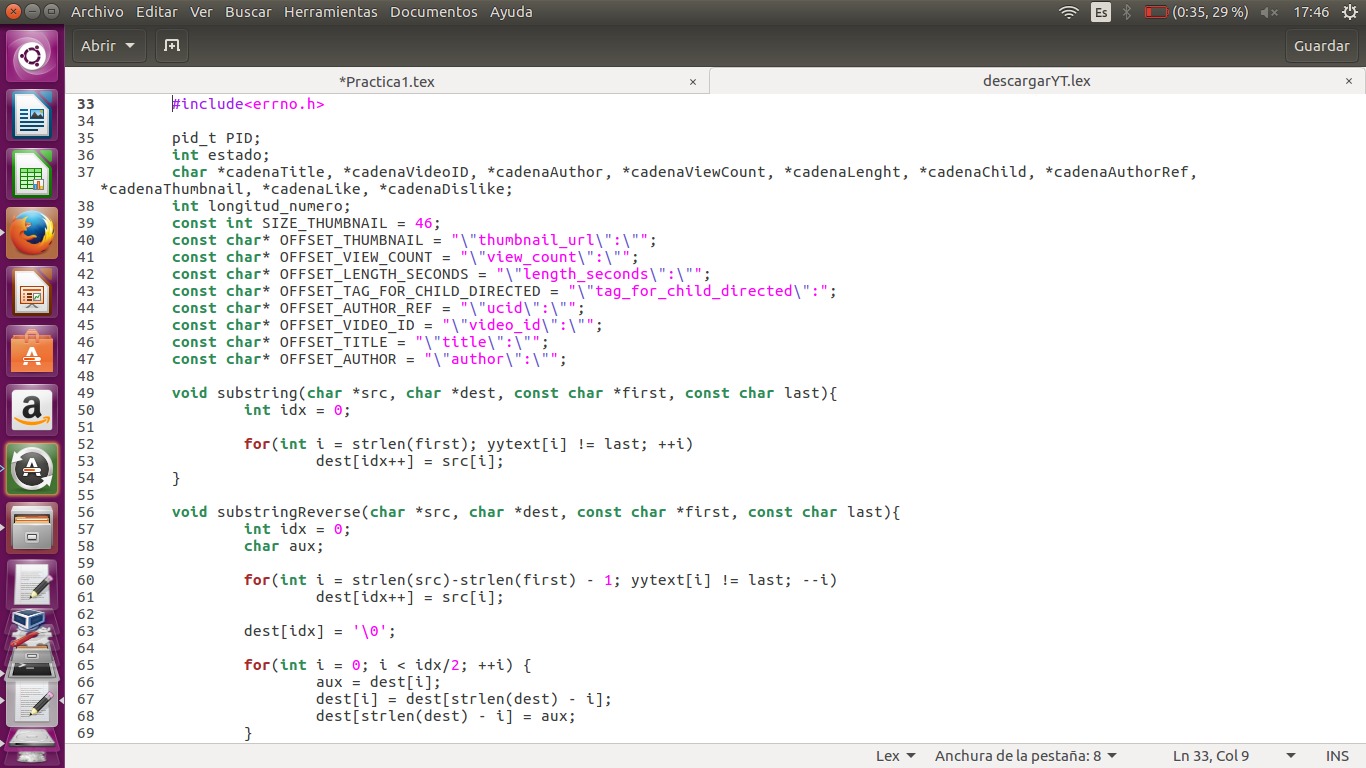 Archivo Editar Ver Buscar Herramientas Documentos Ayuda
Es (0:35, 29 %) 17:46
Abrir Guardar
*Practica1.tex × descargarYT.lex ×
33 #include<errno.h>
34
35 pid_t PID;
36 int estado;
37 char *cadenaTitle, *cadenaVideoID, *cadenaAuthor, *cadenaViewCount, *cadenaLenght, *cadenaChild, *cadenaAuthorRef,
*cadenaThumbnail, *cadenaLike, *cadenaDislike;
38 int longitud_numero;
39 const int SIZE_THUMBNAIL = 46;
40 const char* OFFSET_THUMBNAIL = "\"thumbnail_url\":\"";
41 const char* OFFSET_VIEW_COUNT = "\"view_count\":\"";
42 const char* OFFSET_LENGTH_SECONDS = "\"length_seconds\":\"";
43 const char* OFFSET_TAG_FOR_CHILD_DIRECTED = "\"tag_for_child_directed\":";
44 const char* OFFSET_AUTHOR_REF = "\"ucid\":\"";
45 const char* OFFSET_VIDEO_ID = "\"video_id\":\"";
46 const char* OFFSET_TITLE = "\"title\":\"";
47 const char* OFFSET_AUTHOR = "\"author\":\"";
48
49 void substring(char *src, char *dest, const char *first, const char last){
50 int idx = 0;
51
52 for(int i = strlen(first); yytext[i] != last; ++i)
53 dest[idx++] = src[i];
54 }
55
56 void substringReverse(char *src, char *dest, const char *first, const char last){
57 int idx = 0;
58 char aux;
59
60 for(int i = strlen(src)-strlen(first) - 1; yytext[i] != last; --i)
61 dest[idx++] = src[i];
62
63 dest[idx] = '\0';
64
65 for(int i = 0; i < idx/2; ++i) {
66 aux = dest[i];
67 dest[i] = dest[strlen(dest) - i];
68 dest[strlen(dest) - i] = aux;
69 }
Lex Anchura de la pestaña: 8 Ln 33, Col 9 INS